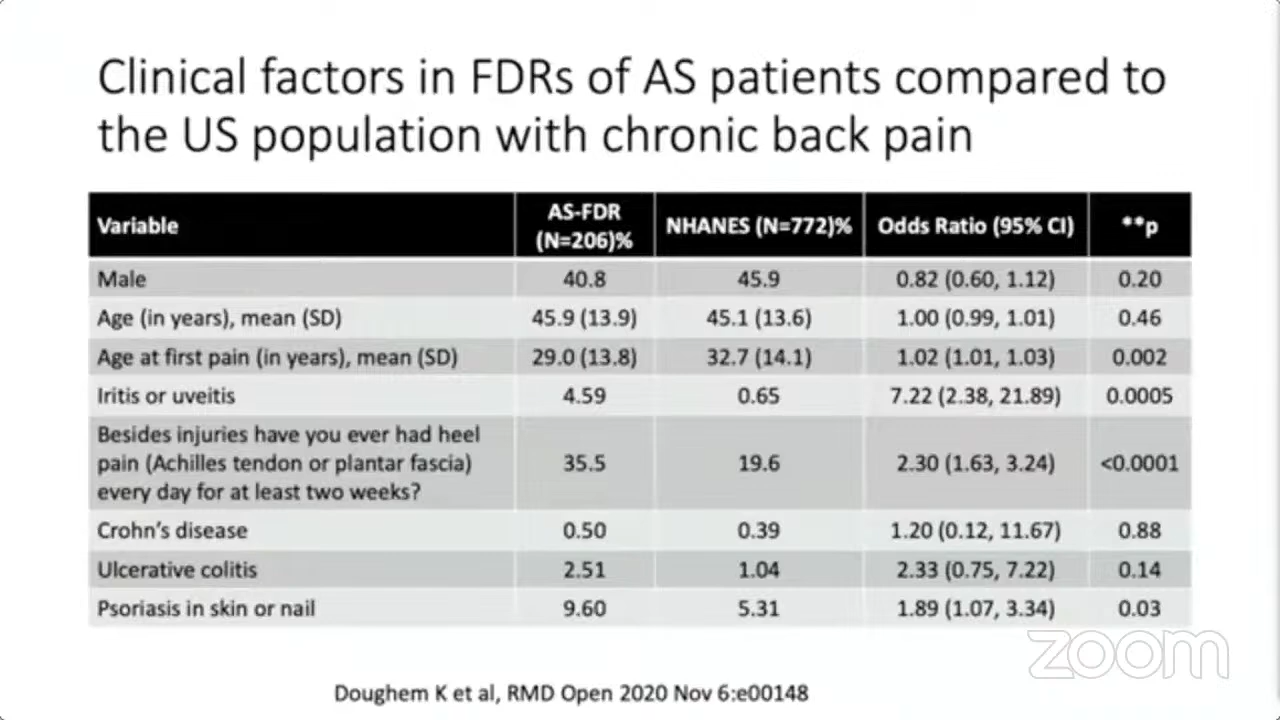 Clinical factors in FDRs of AS patients compared to
the US population with chronic back pain
Variable AS-FDR (N=206)% NHANES (N=772)% Odds Ratio (95% CI) **p
Male 40.8 45.9 0.82 (0.60, 1.12) 0.20
Age (in years), mean (SD) 45.9 (13.9) 45.1 (13.6) 1.00 (0.99, 1.01) 0.46
Age at first pain (in years), mean (SD) 29.0 (13.8) 32.7 (14.1) 1.02 (1.01, 1.03) 0.002
Iritis or uveitis 4.59 0.65 7.22 (2.38, 21.89) 0.0005
Besides injuries have you ever had heel
pain (Achilles tendon or plantar fascia) 35.5 19.6 2.30 (1.63, 3.24) <0.0001
every day for at least two weeks?
Crohn's disease 0.50 0.39 1.20 (0.12, 11.67) 0.88
Ulcerative colitis 2.51 1.04 2.33 (0.75, 7.22) 0.14
Psoriasis in skin or nail 9.60 5.31 1.89 (1.07, 3.34) 0.03
zoom
Doughem K et al, RMD Open 2020 Nov 6:e00148